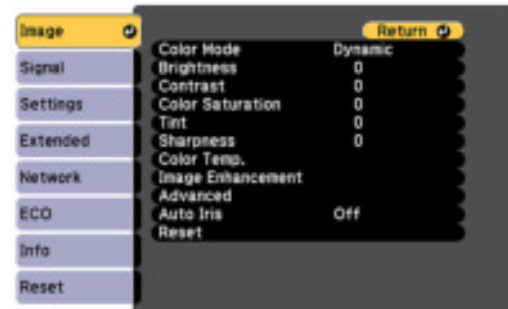 Image
Signal
Settings
Extended
Network
ECO
Info
Reset
Return
Color Mode Dynamic
Brightness 0
Contrast 0
Color Saturation 0
Tint 0
Sharpness 0
Color Temp.
Image Enhancement
Advanced
Auto Iris Off
Reset